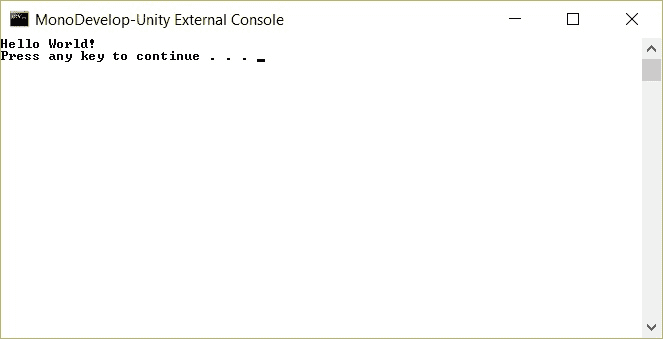 MonoDevelop-Unity External Console
Hello World!
Press any key to continue . . .